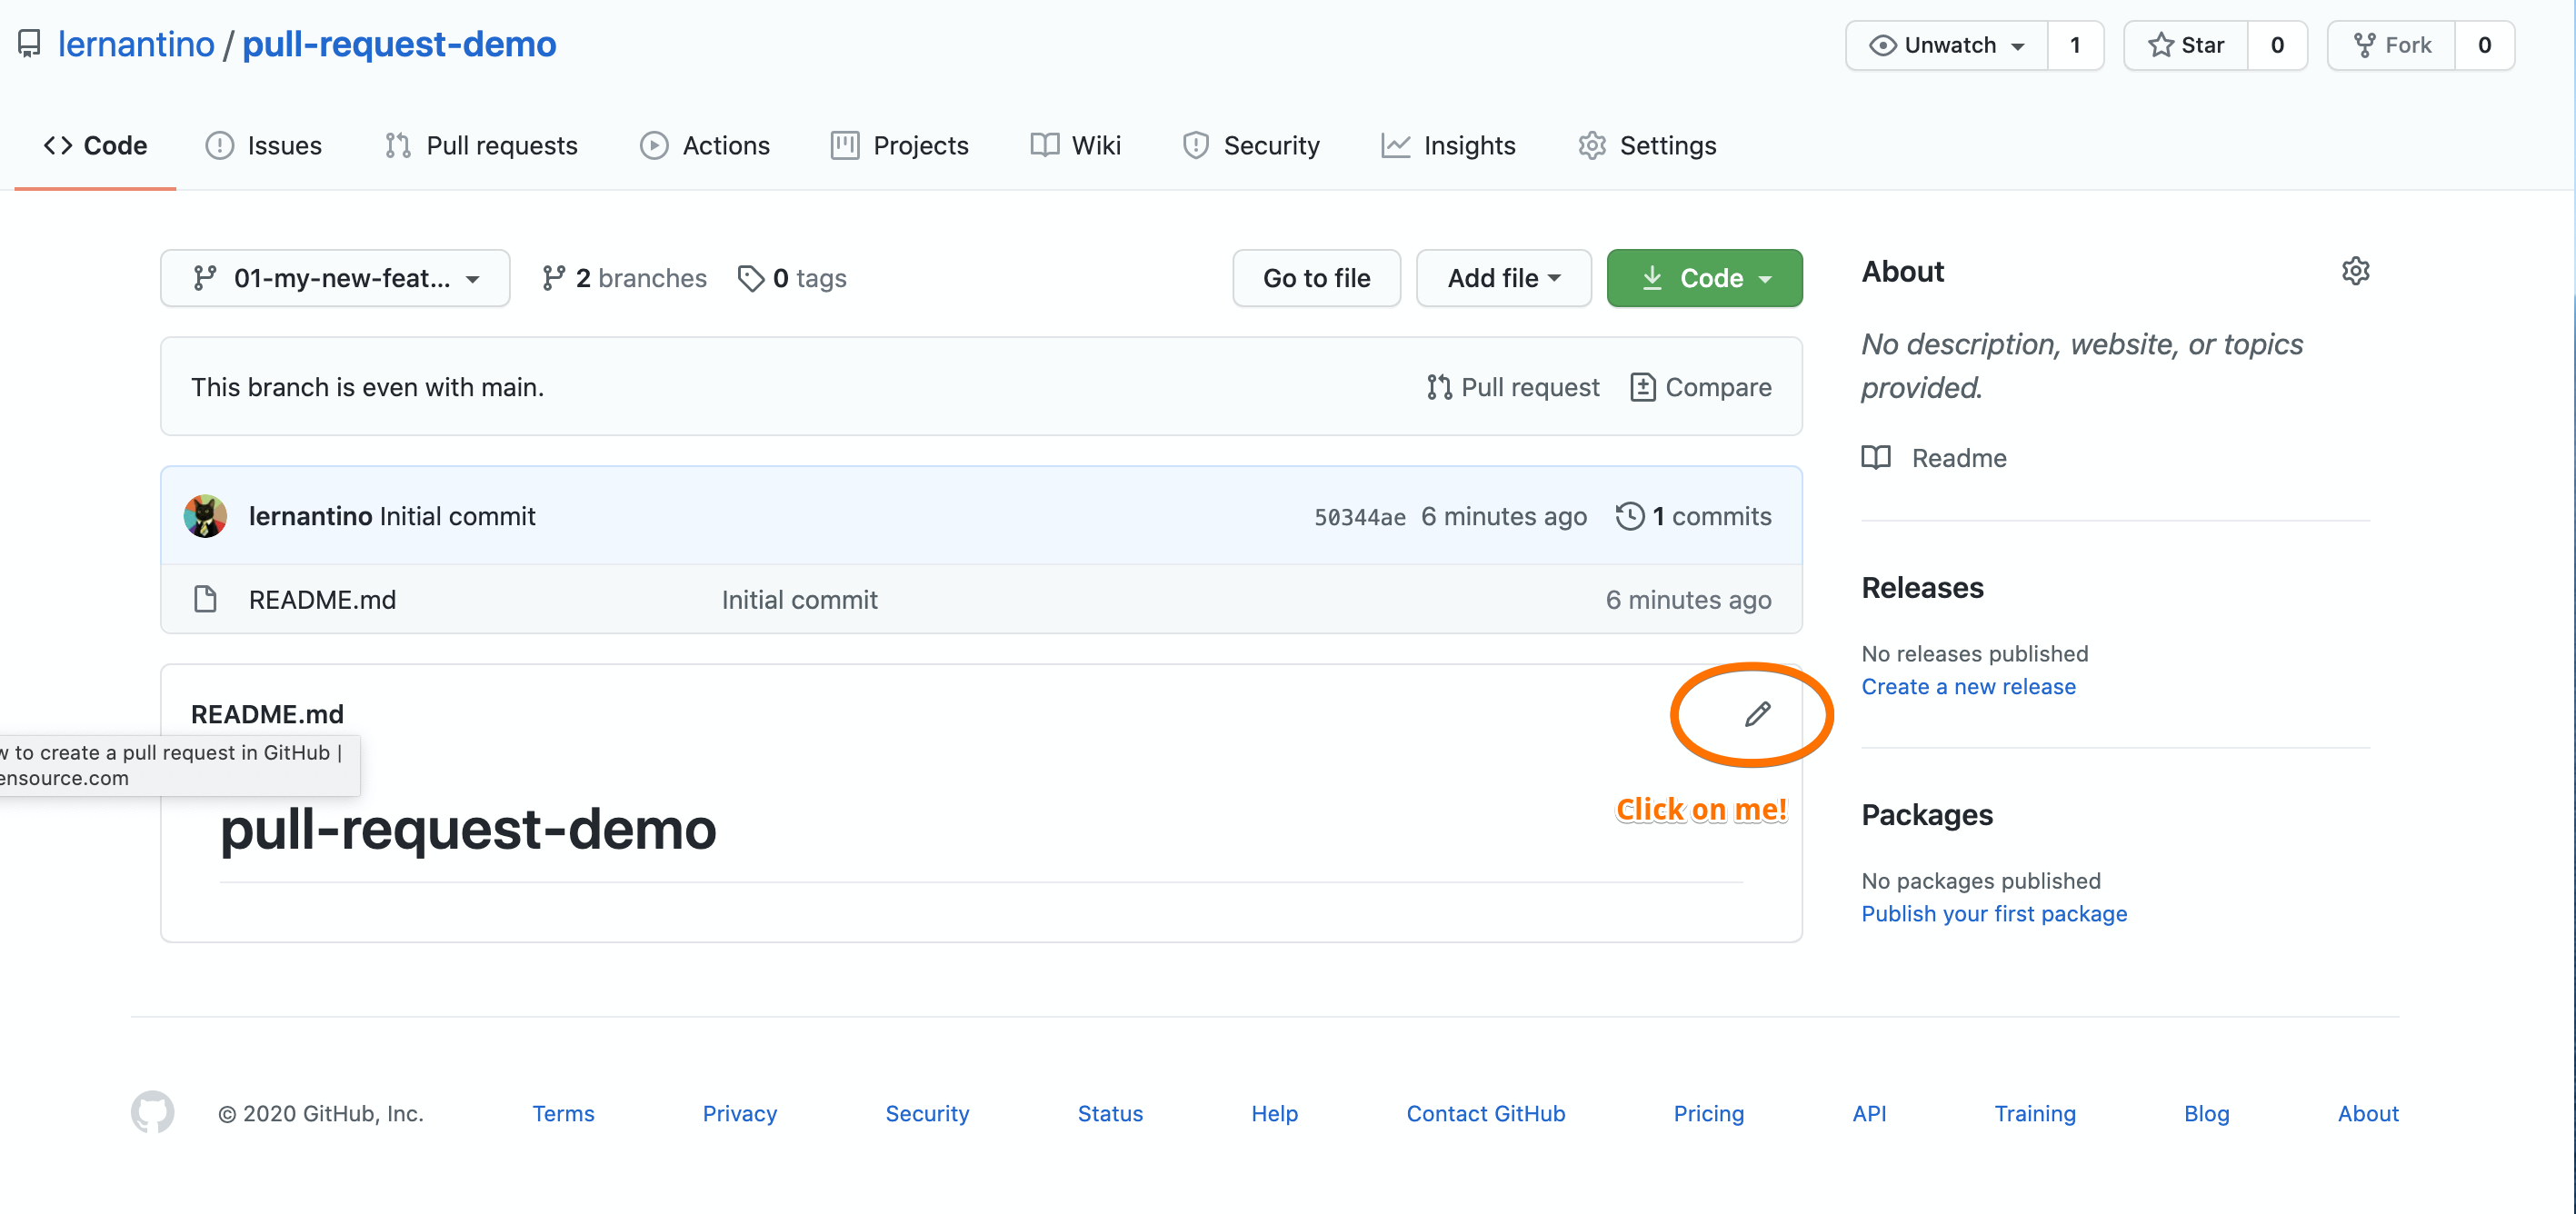 lernantino / pull-request-demo
Unwatch 1 Star 0 Fork 0
Code Issues Pull requests Actions Projects Wiki Security Insights Settings
01-my-new-feat... 2 branches 0 tags Go to file Add file Code
This branch is even with main. Pull request Compare
lernantino Initial commit 50344ae 6 minutes ago 1 commits
README.md Initial commit 6 minutes ago
README.md
to create a pull request in GitHub |
ensource.com
pull-request-demo
Click on me!
About
No description, website, or topics
provided.
Readme
Releases
No releases published
Create a new release
Packages
No packages published
Publish your first package
© 2020 GitHub, Inc. Terms Privacy Security Status Help Contact GitHub Pricing API Training Blog About